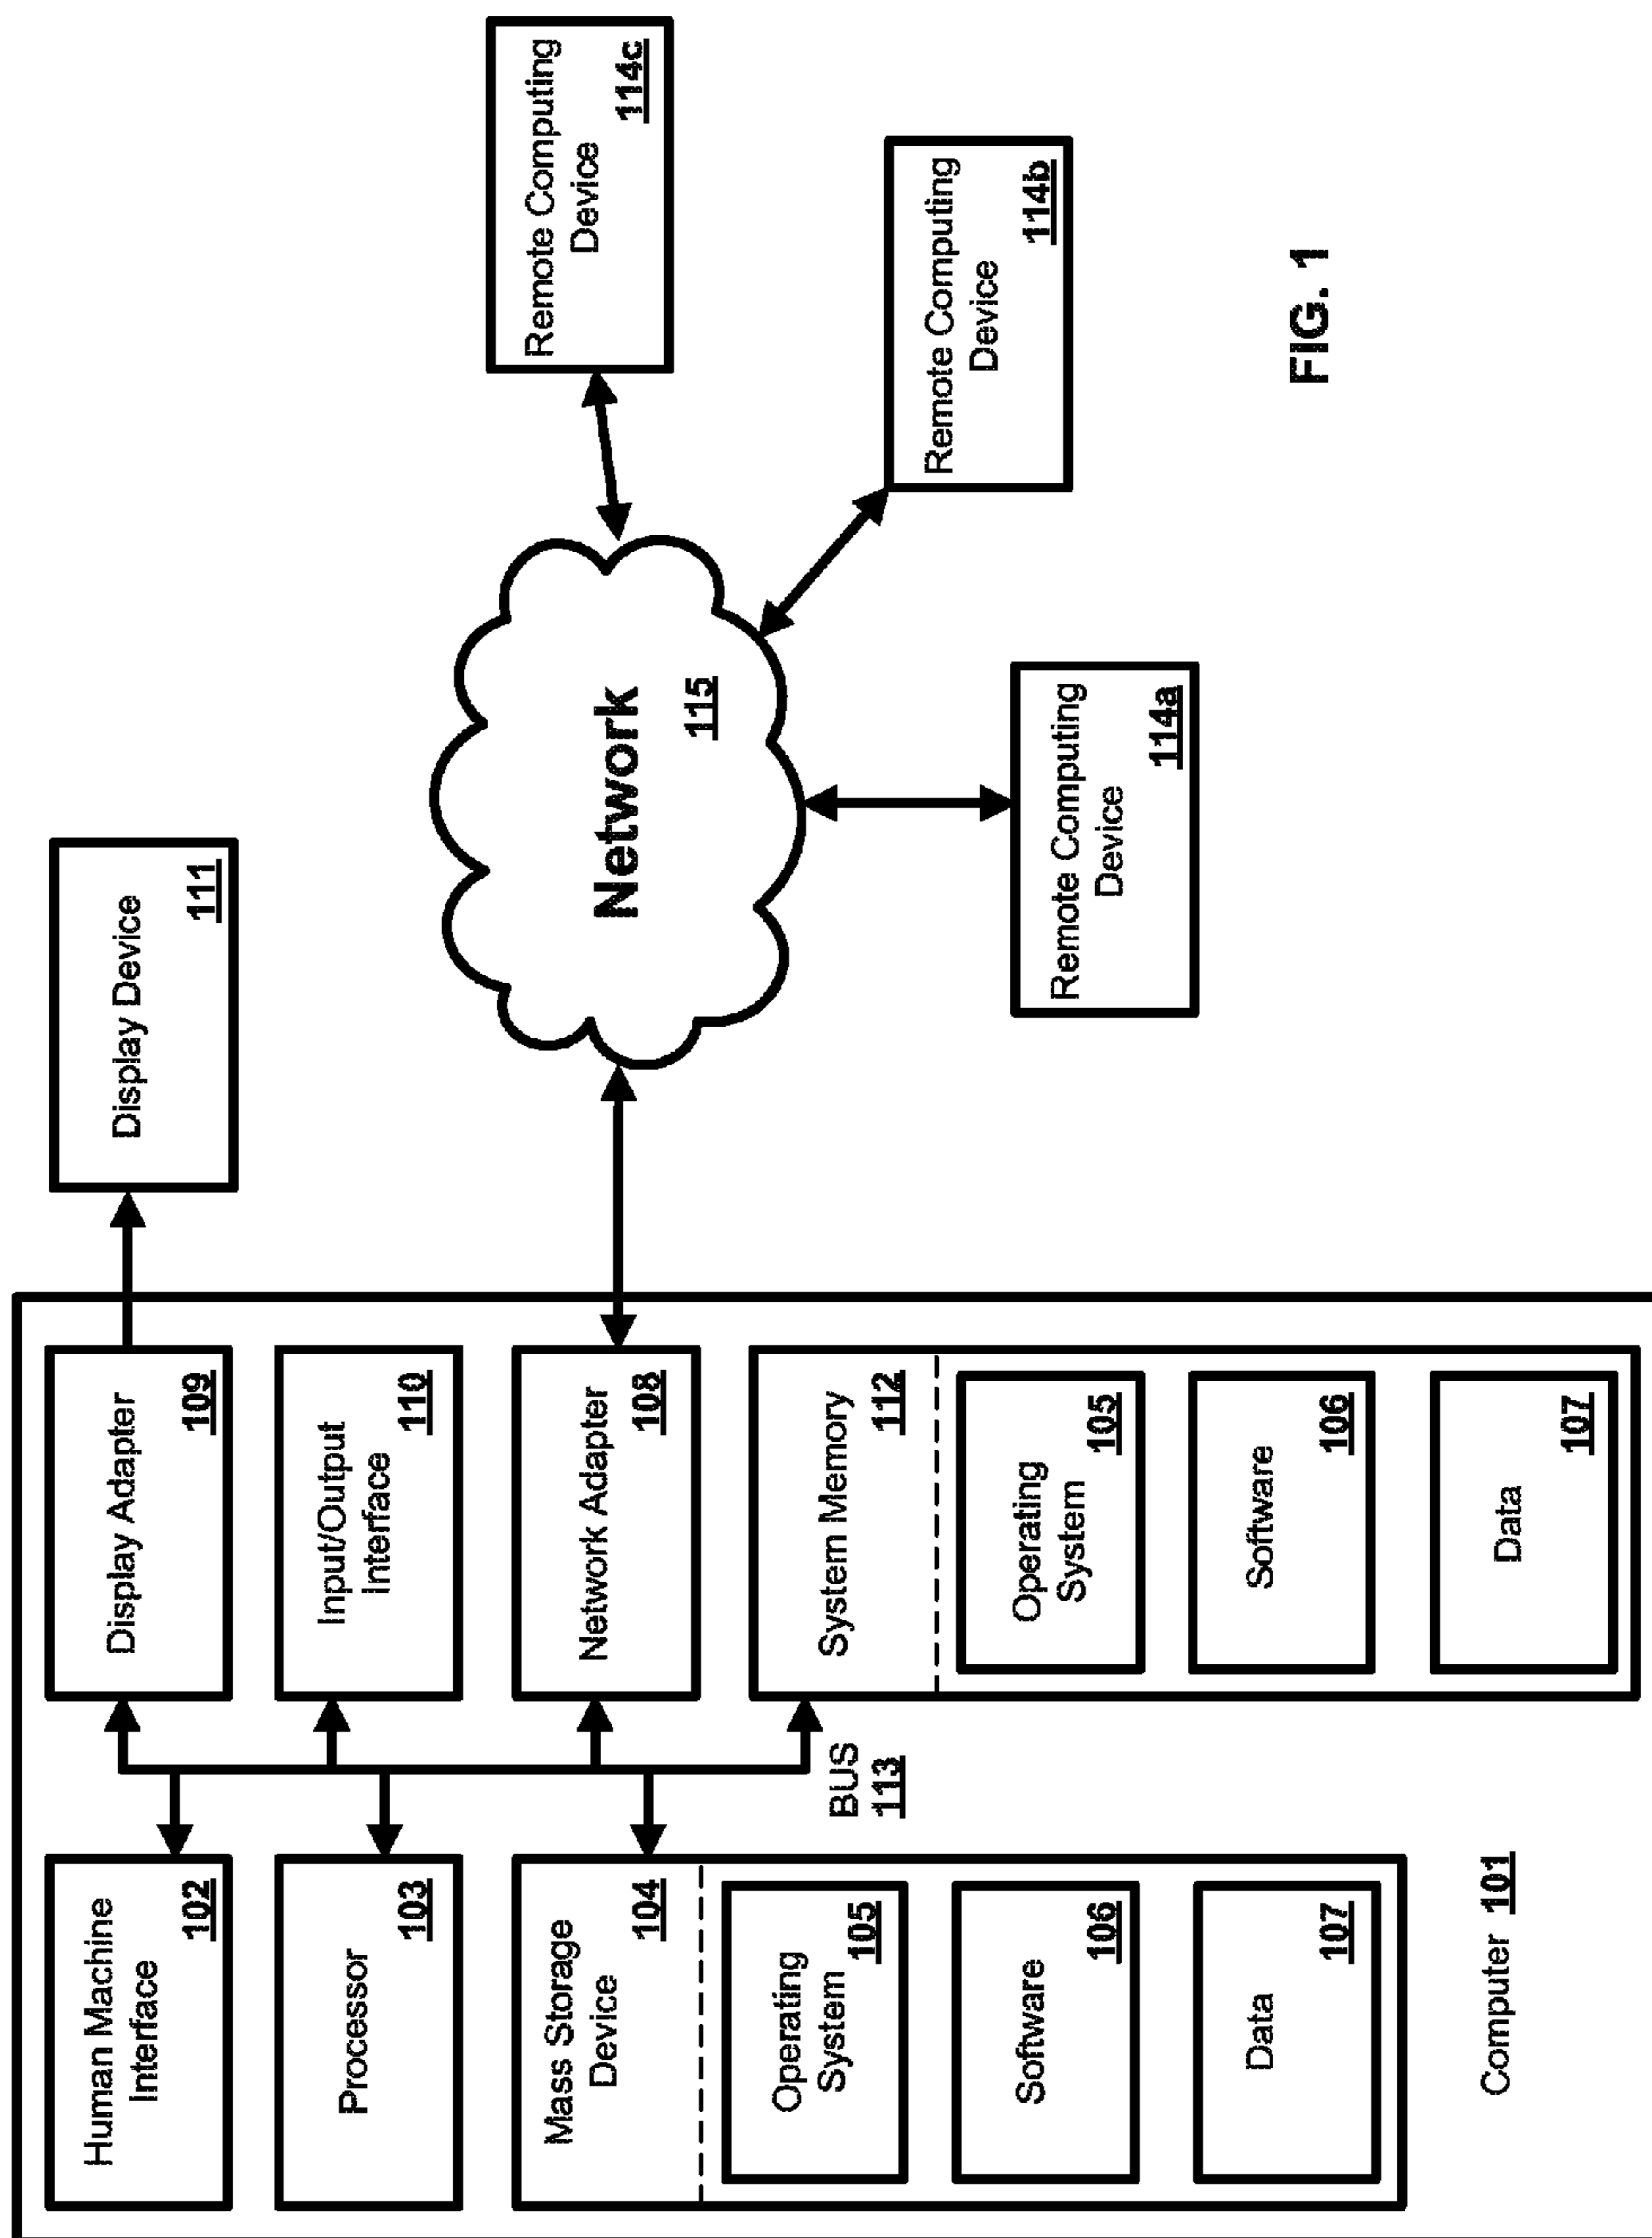 Human Machine
Interface
102
Processor
103
Mass Storage
Device
104
Operating
System
105
Software
106
Data
107
Computer 101
BUS
113
Display Adapter
109
Input/Output
Interface
110
Network Adapter
108
System Memory
112
Operating
System
105
Software
106
Data
107
Display Device
111
Network
115
Remote Computing
Device
114a
Remote Computing
Device
114b
Remote Computing
Device
114c
FIG. 1